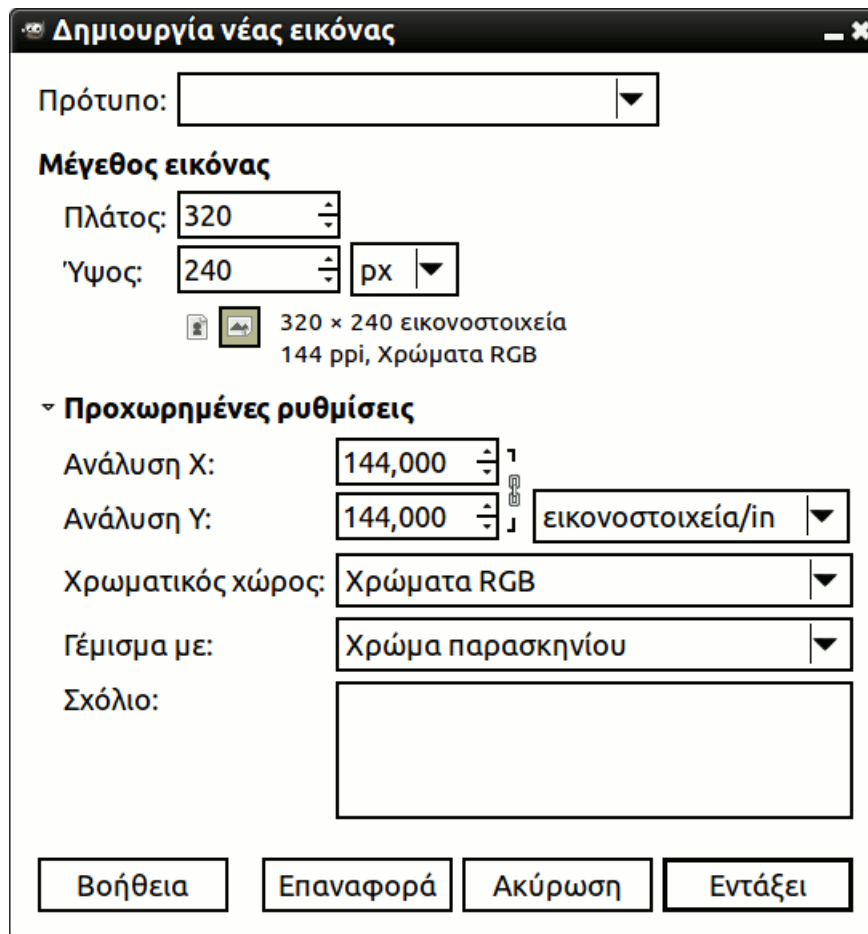 Δημιουργία νέας εικόνας
Πρότυπο:
Μέγεθος εικόνας
Πλάτος: 320
Ύψος: 240 px
320 × 240 εικονοστοιχεία
144 ppi, Χρώματα RGB
Προχωρημένες ρυθμίσεις
Ανάλυση X: 144,000
Ανάλυση Y: 144,000 εικονοστοιχεία/in
Χρωματικός χώρος: Χρώματα RGB
Γέμισμα με: Χρώμα παρασκηνίου
Σχόλιο:
Βοήθεια Επαναφορά Ακύρωση Εντάξει